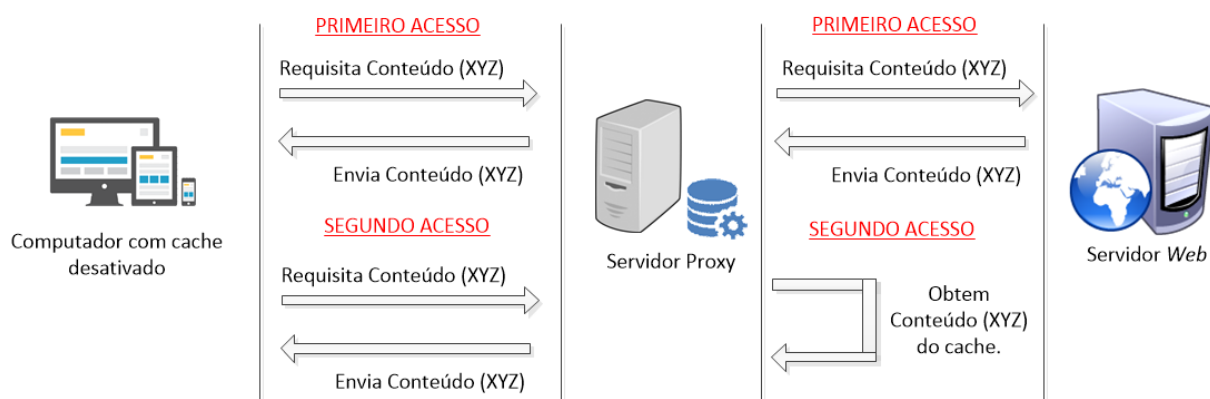 PRIMEIRO ACESSO
Requisita Conteúdo (XYZ)
Envia Conteúdo (XYZ)
SEGUNDO ACESSO
Requisita Conteúdo (XYZ)
Envia Conteúdo (XYZ)
Computador com cache
desativado
Servidor Proxy
PRIMEIRO ACESSO
Requisita Conteúdo (XYZ)
Envia Conteúdo (XYZ)
SEGUNDO ACESSO
Obtem
Conteúdo (XYZ)
do cache.
Servidor Web